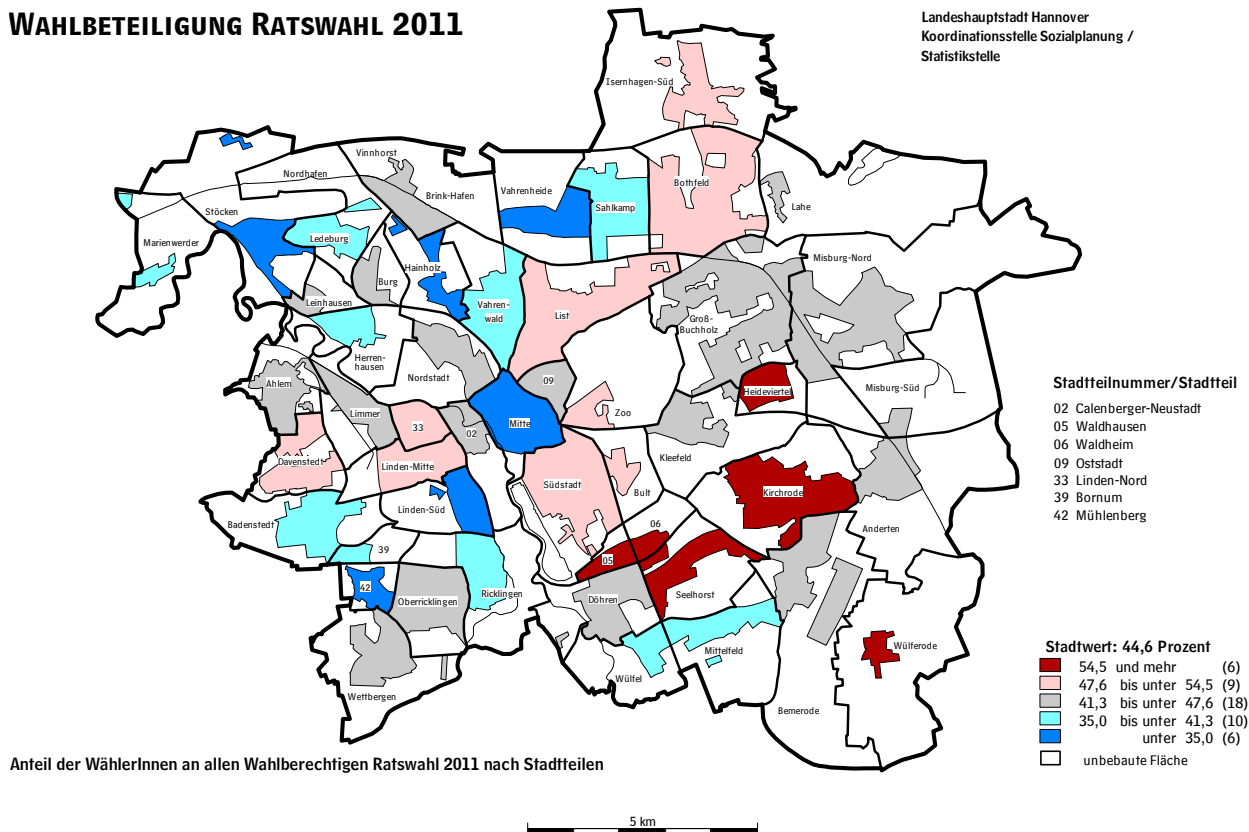 WAHLBETEILIGUNG RATSWAHL 2011
Landeshauptstadt Hannover
Koordinationsstelle Sozialplanung /
Statistikstelle
Isernhagen-Süd
Vinnhorst
Nordhafen
Brink-Hafen
Vahrenheide
Sahlkamp
Bothfeld
Lahe
Stöcken
Marienwerder
Ledeburg
Hainholz
Burg
Leinhausen
Vahren-
wald
List
Misburg-Nord
Groß-
Buchholz
Herren-
hausen
Nordstadt
09
Ahlem
Limmer
Heideviertel
Misburg-Süd
33
02
Mitte
Zoo
Davenstedt
Linden-Mitte
Kleefeld
Südstadt
Bult
Kirchrode
Badenstedt
Linden-Süd
06
Anderten
39
05
42
Oberricklingen
Ricklingen
Döhren
Seelhorst
Mittelfeld
Wülferode
Wülfel
Wettbergen
Bemerode
Stadtteilnummer/Stadtteil
02 Calenberger-Neustadt
05 Waldhausen
06 Waldheim
09 Oststadt
33 Linden-Nord
39 Bornum
42 Mühlenberg
Stadtwert: 44,6 Prozent
54,5 und mehr (6)
47,6 bis unter 54,5 (9)
41,3 bis unter 47,6 (18)
35,0 bis unter 41,3 (10)
unter 35,0 (6)
unbebaute Fläche
Anteil der WählerInnen an allen Wahlberechtigten Ratswahl 2011 nach Stadtteilen
5 km